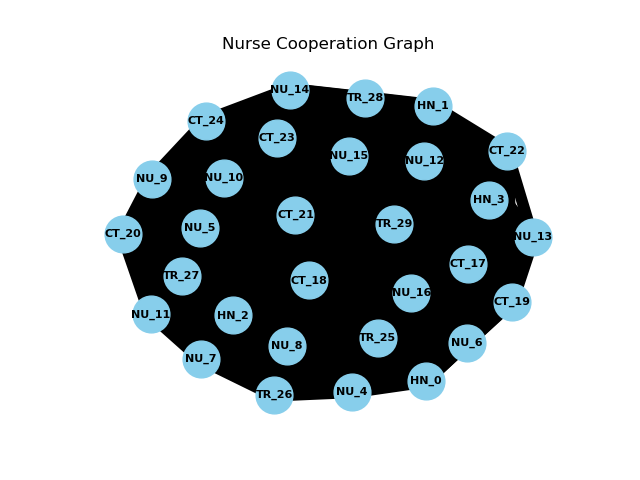 Nurse Cooperation Graph
NU_14
TR_28
HN_1
CT_24
CT_23
CT_22
NU_15
NU_12
NU_9
NU_10
HN_3
CT_21
TR_29
NU_5
CT_20
NU_13
CT_17
TR_27
CT_18
NU_16
CT_19
NU_11
HN_2
TR_25
NU_6
NU_8
NU_7
HN_0
NU_4
TR_26